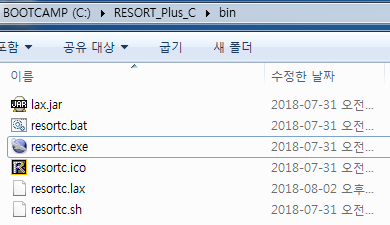 BOOTCAMP (C:) ▸ RESORT_Plus_C ▸ bin
포함 ▾ 공유 대상 ▾ 굽기 새 폴더
이름 수정한 날짜
lax.jar 2018-07-31 오전...
resortc.bat 2018-07-31 오전...
resortc.exe 2018-07-31 오전...
resortc.ico 2018-07-31 오전...
resortc.lax 2018-08-02 오후...
resortc.sh 2018-07-31 오전...